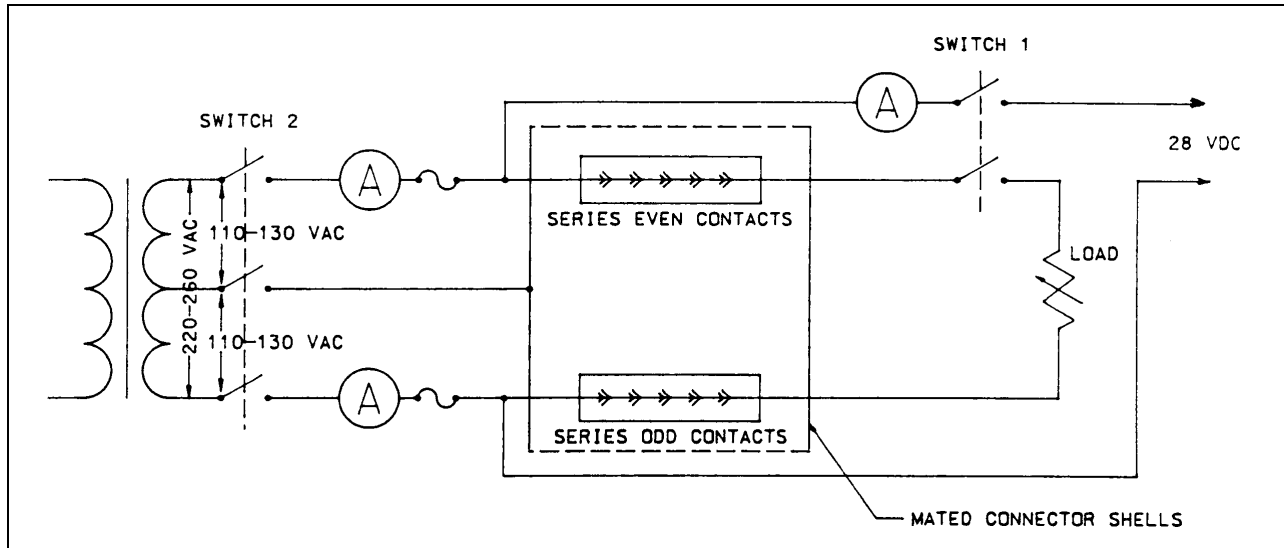 SWITCH 1
A
SWITCH 2
28 VDC
A
SERIES EVEN CONTACTS
110-130 VAC
220-260 VAC
LOAD
110-130 VAC
A
SERIES ODD CONTACTS
MATED CONNECTOR SHELLS